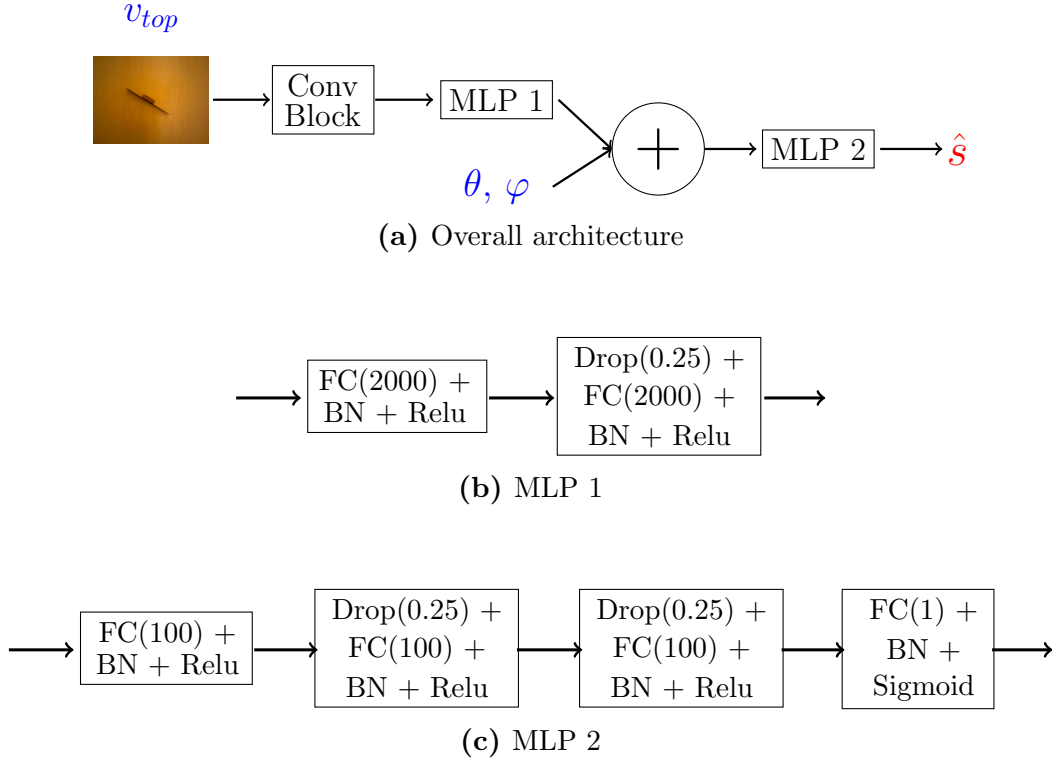 v_top
Conv
Block
MLP 1
+
MLP 2
ŝ
θ, φ
(a) Overall architecture
FC(2000) +
BN + Relu
Drop(0.25) +
FC(2000) +
BN + Relu
(b) MLP 1
FC(100) +
BN + Relu
Drop(0.25) +
FC(100) +
BN + Relu
Drop(0.25) +
FC(100) +
BN + Relu
FC(1) +
BN +
Sigmoid
(c) MLP 2